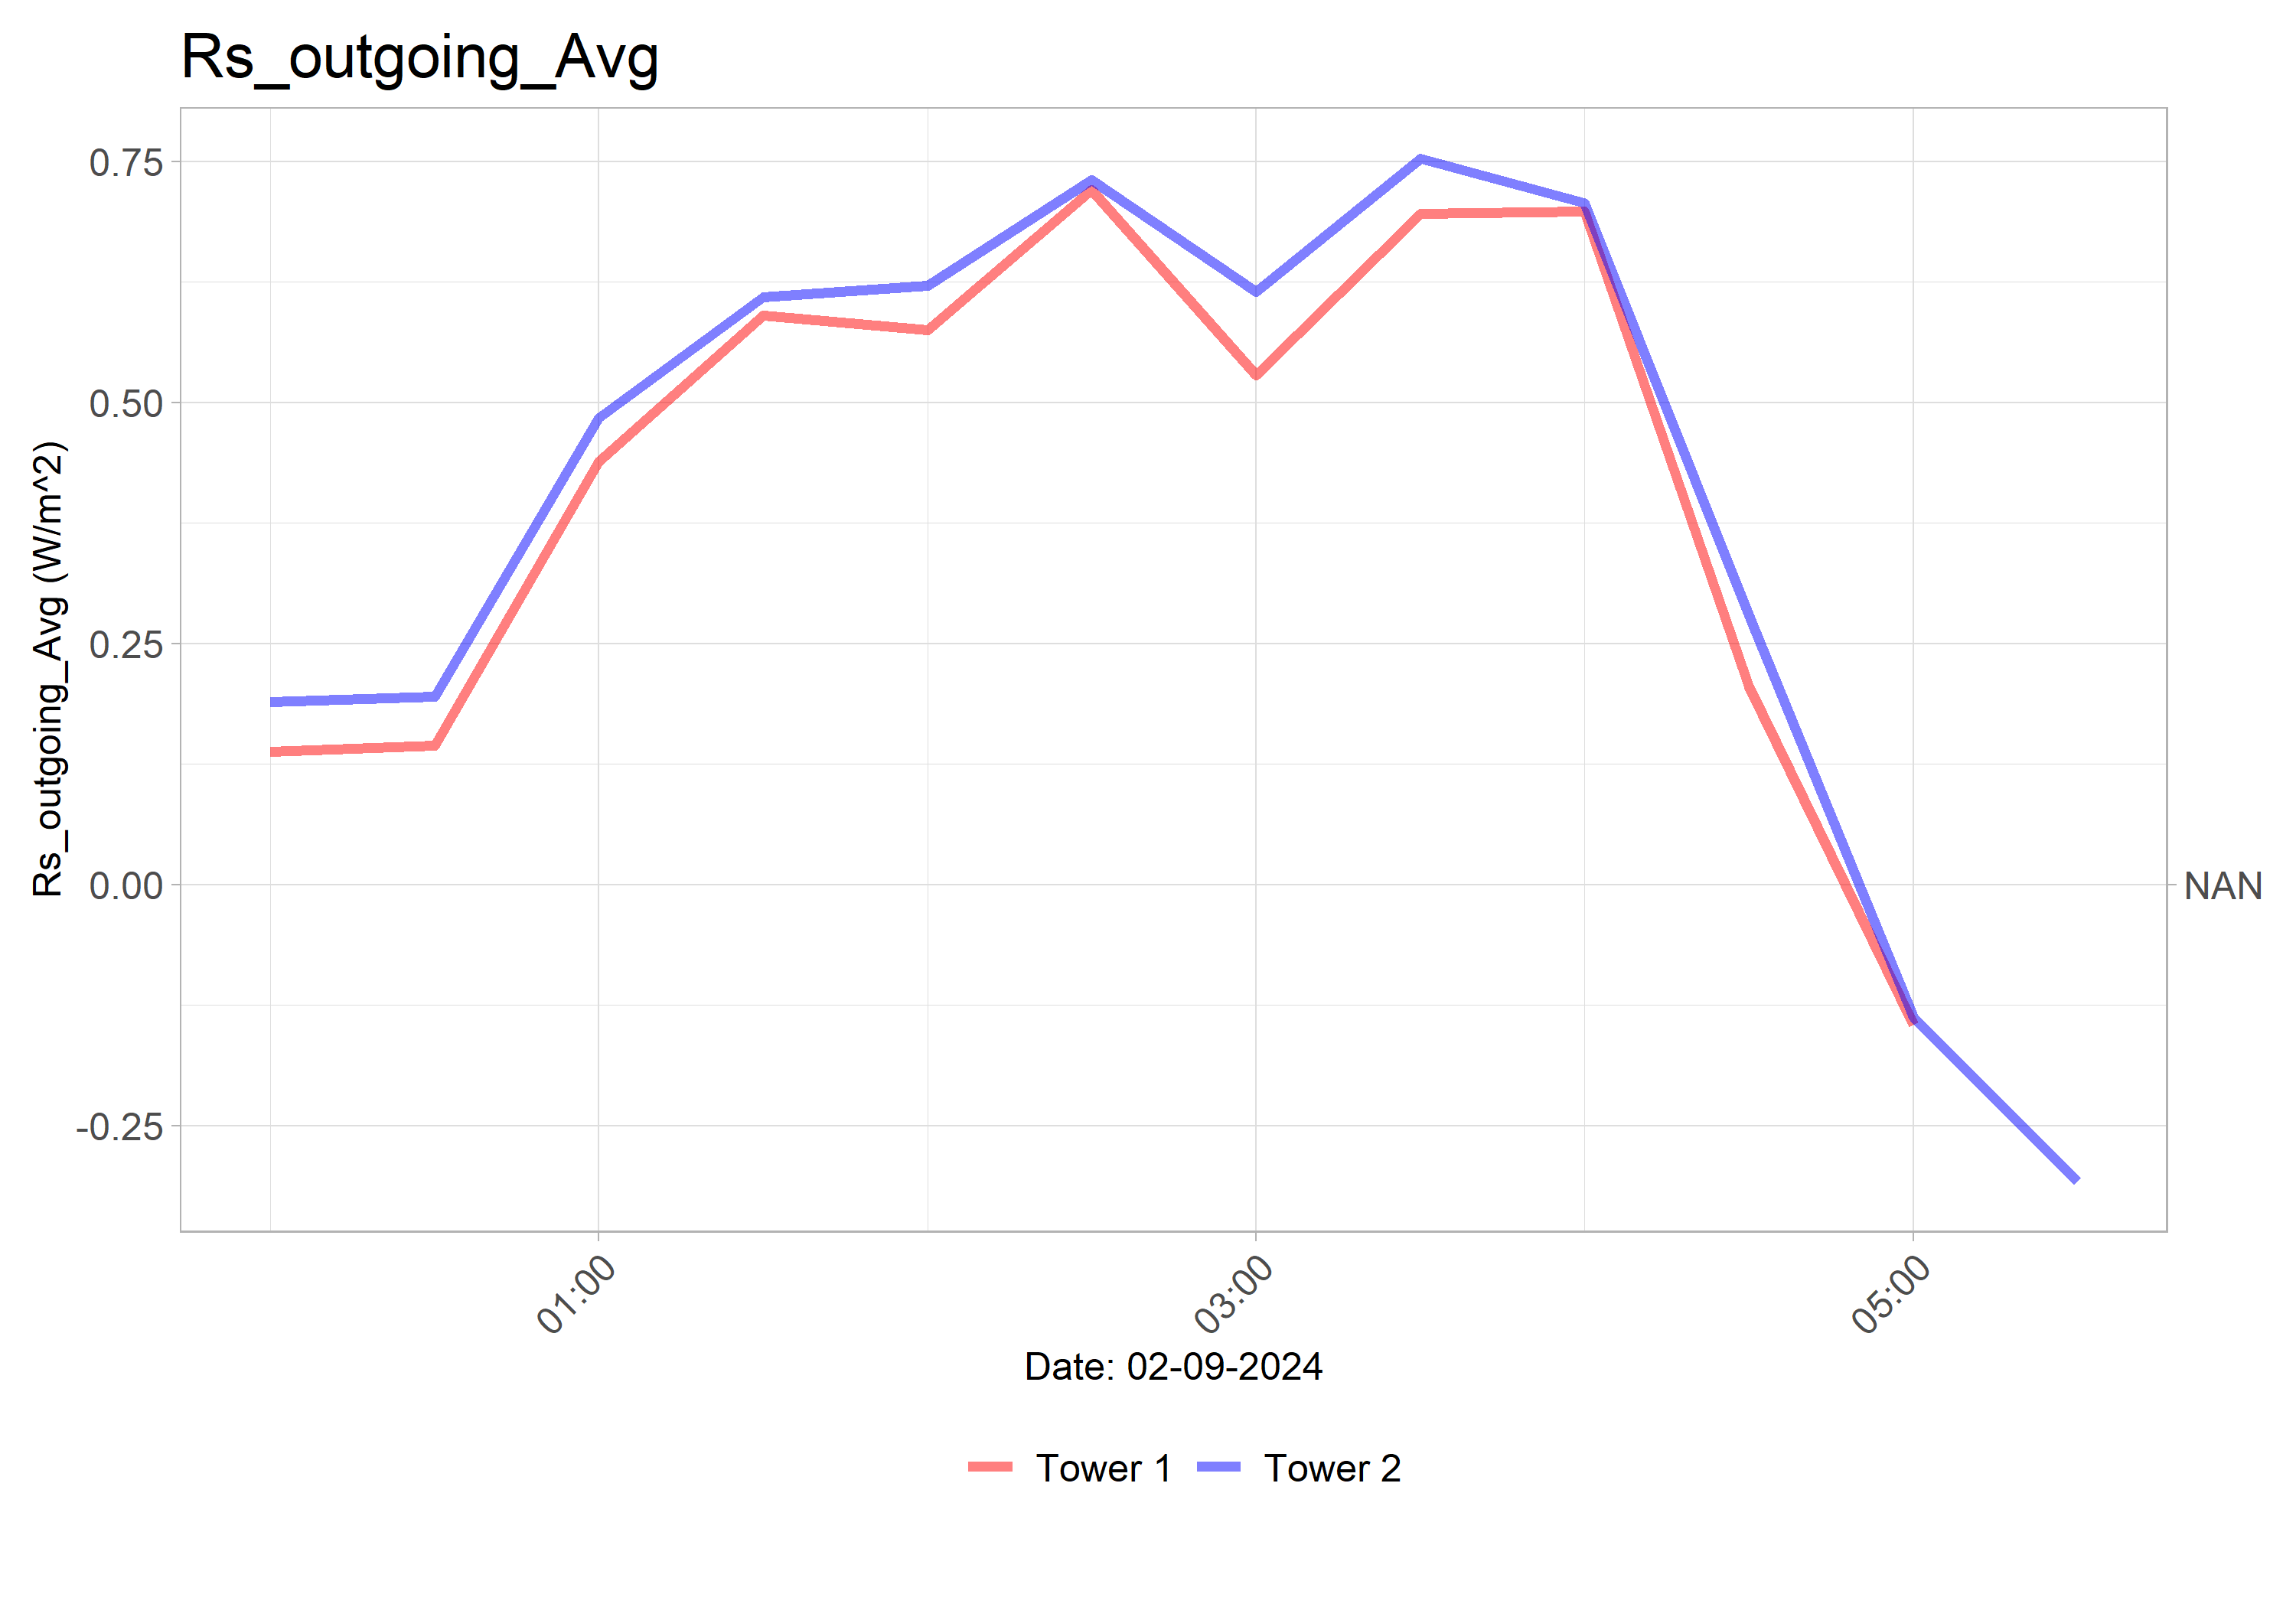 Rs_outgoing_Avg
Rs_outgoing_Avg (W/m^2)
0.75
0.50
0.25
0.00
-0.25
NAN
01:00
03:00
05:00
Date: 02-09-2024
Tower 1
Tower 2